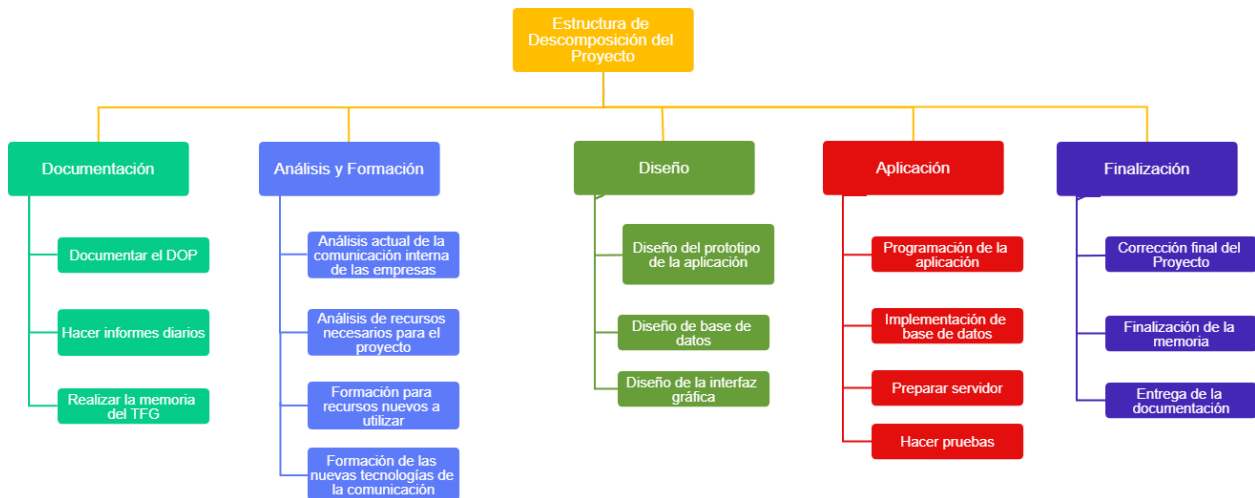 Estructura de
Descomposición del
Proyecto
Documentación
Análisis y Formación
Diseño
Aplicación
Finalización
Documentar el DOP
Hacer informes diarios
Realizar la memoria
del TFG
Análisis actual de la
comunicación interna
de las empresas
Análisis de recursos
necesarios para el
proyecto
Formación para
recursos nuevos a
utilizar
Formación de las
nuevas tecnologías de
la comunicación
Diseño del prototipo
de la aplicación
Diseño de base de
datos
Diseño de la interfaz
gráfica
Programación de la
aplicación
Implementación de
base de datos
Preparar servidor
Hacer pruebas
Corrección final del
Proyecto
Finalización de la
memoria
Entrega de la
documentación